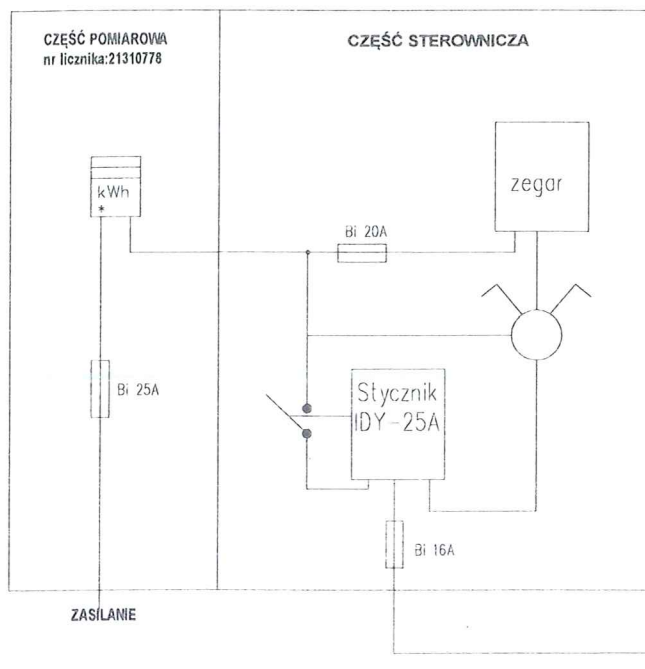 CZĘŚĆ POMIAROWA
nr licznika:21310778
CZĘŚĆ STEROWNICZA
kWh
*
zegar
Bi 20A
Bi 25A
Stycznik
IDY-25A
Bi 16A
ZASILANIE